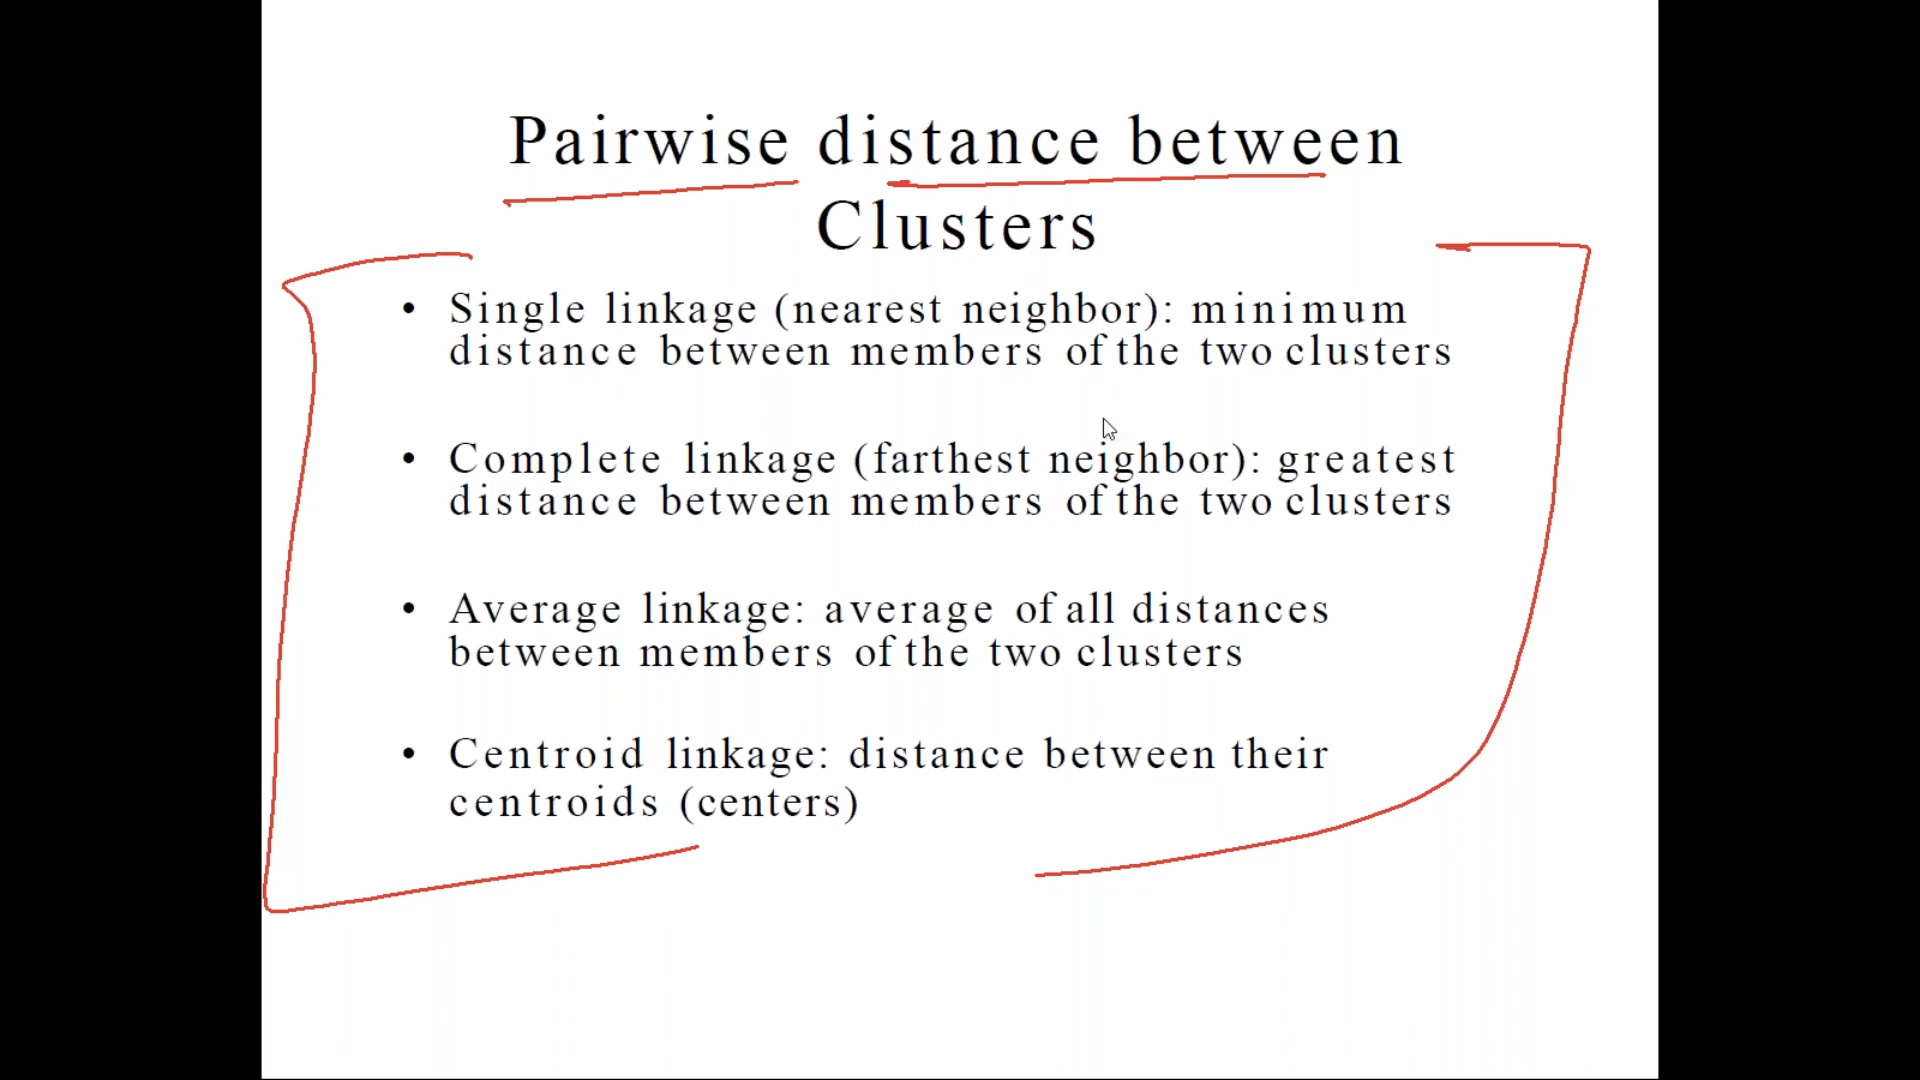 Pairwise distance between
Clusters
• Single linkage (nearest neighbor): minimum
distance between members of the two clusters
• Complete linkage (farthest neighbor): greatest
distance between members of the two clusters
• Average linkage: average of all distances
between members of the two clusters
• Centroid linkage: distance between their
centroids (centers)